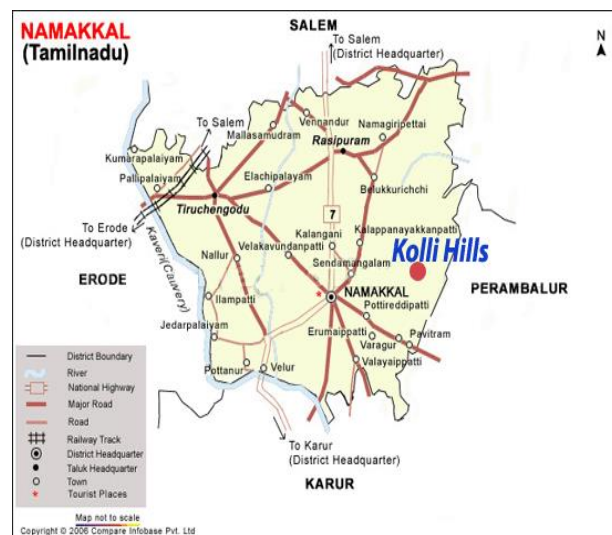 NAMAKKAL
(Tamilnadu)
SALEM
To Salem
(District Headquarter)
N
To Salem
Vennandur
Mallasamudram
Namagiripettai
Rasipuram
Kumarapalaiyam
Pallipalaiyam
Elachipalayam
Belukkurichchi
Tiruchengodu
To Erode
(District Headquarter)
7
Kaveri(Cauvery)
Kalangani
Kalappanayakkanpatti
Velakavundanpatti
Nallur
Sendamangalam
Kolli Hills
ERODE
NAMAKKAL
PERAMBALUR
Ilampatti
Pottireddipatti
Erumaippatti
Jedarpalaiyam
Varagur
Pavitram
Valayaippatti
Pottanur
Velur
District Boundary
River
National Highway
Major Road
Road
Railway Track
District Headquarter
Taluk Headquarter
Town
Tourist Places
To Karur
(District Headquarter)
KARUR
Map not to scale
Copyright © 2006 Compare Infobase Pvt. Ltd